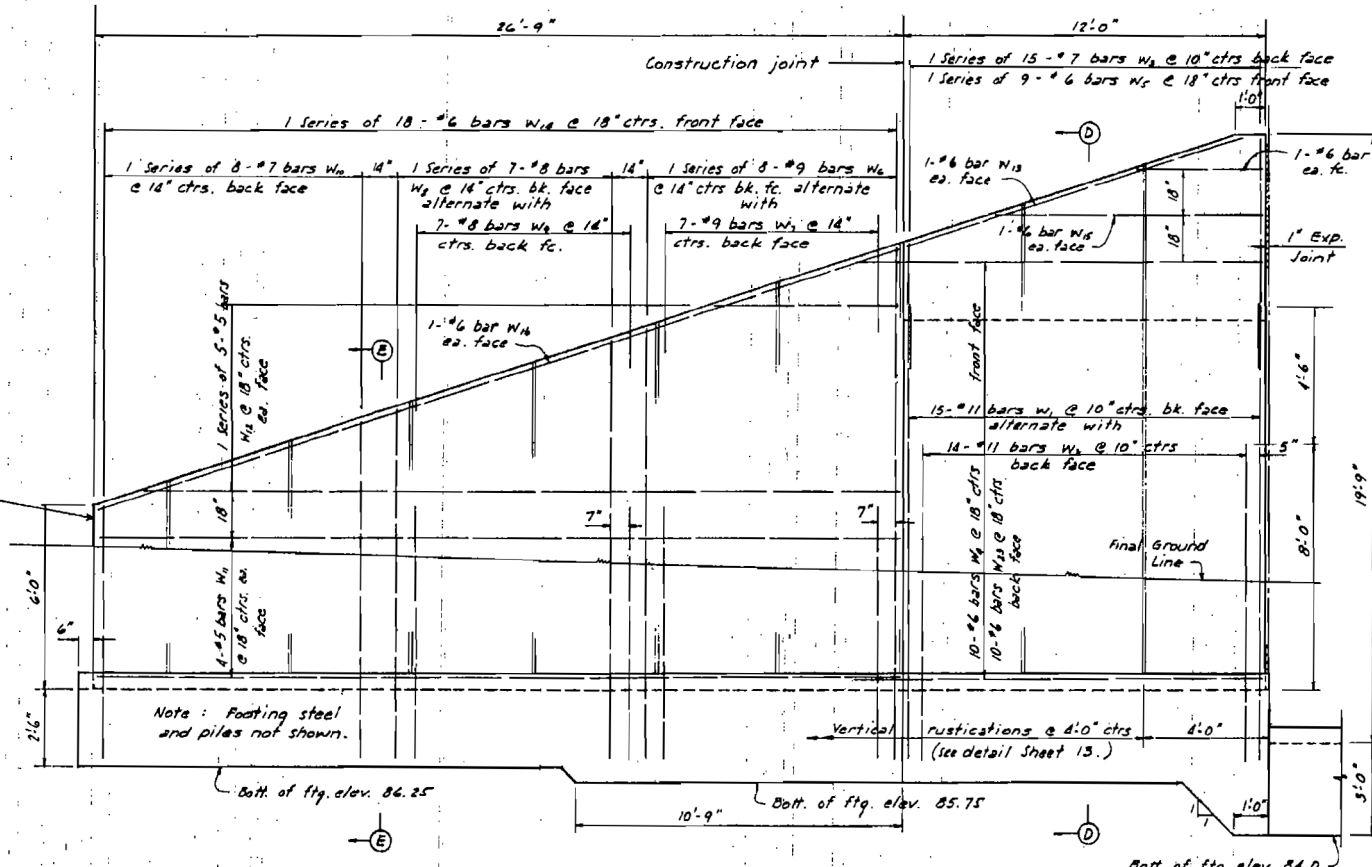 26'-9"
12'-0"
Construction joint
1 Series of 15 - #7 bars W3 @ 10" ctrs back face
1 Series of 9 - #6 bars W5 @ 18" ctrs front face
1'-0"
1 Series of 18 - #6 bars W14 @ 18" ctrs. front face
D
1 Series of 8 - #7 bars W10
@ 14" ctrs. back face
14"
1 Series of 7 - #8 bars
W8 @ 14" ctrs. bk. face
alternate with
7 - #8 bars W9 @ 14"
ctrs. back fc.
14"
1 Series of 8 - #9 bars W6
@ 14" ctrs bk. fc. alternate
with
7 - #9 bars W7 @ 14"
ctrs. back face
1 - #6 bar W13
ea. face
1 - #6 bar
ea. fc.
18"
1 - #6 bar W15
ea. face
18"
1" Exp.
Joint
1 Series of 5 - #5 bars
W12 @ 18" ctrs.
ea. face
1 - #6 bar W16
ea. face
E
front face
4'-6"
15 - #11 bars W1 @ 10" ctrs. bk. face
alternate with
14 - #11 bars W2 @ 10" ctrs
back face
5"
19'-9"
18"
7"
7"
10 - #6 bars W4 @ 18" ctrs
10 - #6 bars W23 @ 18" ctrs
back face
8'-0"
Final Ground
Line
6'-0"
6"
4 - #5 bars W11
@ 18" ctrs. ea.
face
2'-6"
Note : Footing steel
and piles not shown.
Vertical rustications @ 4'-0" ctrs
(see detail Sheet 13.)
4'-0"
Bott. of ftg. elev. 86.25
Bott. of ftg. elev. 85.75
10'-9"
1
1
1'-0"
3'-0"
E
D
Bott. of ftg. elev. 84.0